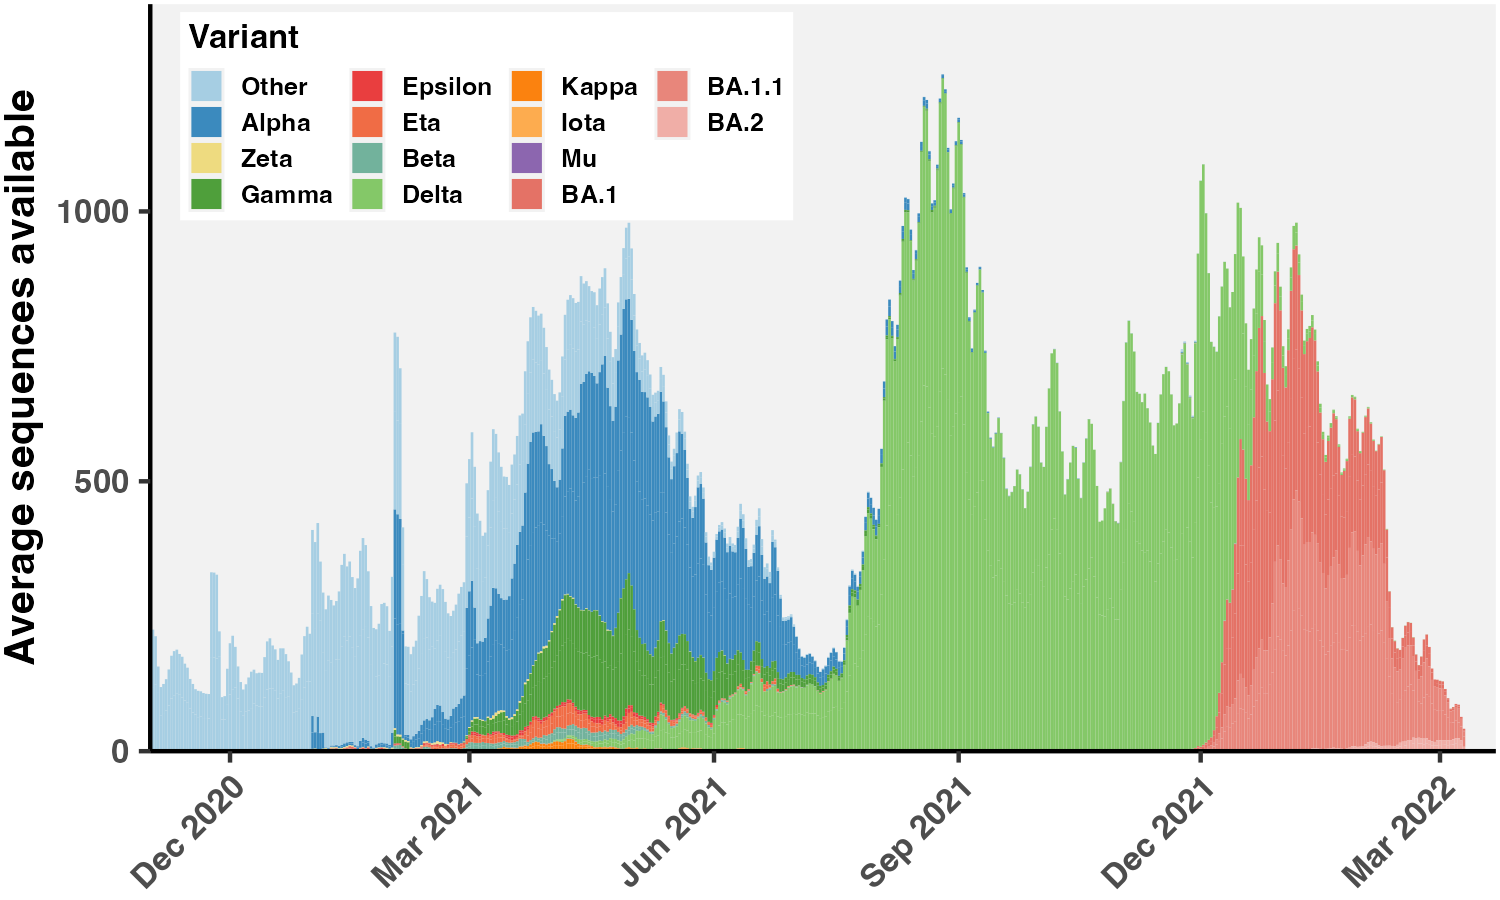 Variant
Other Epsilon Kappa BA.1.1
Alpha Eta Iota BA.2
Zeta Beta Mu
Gamma Delta BA.1
Average sequences available
1000
500
0
Dec 2020 Mar 2021 Jun 2021 Sep 2021 Dec 2021 Mar 2022